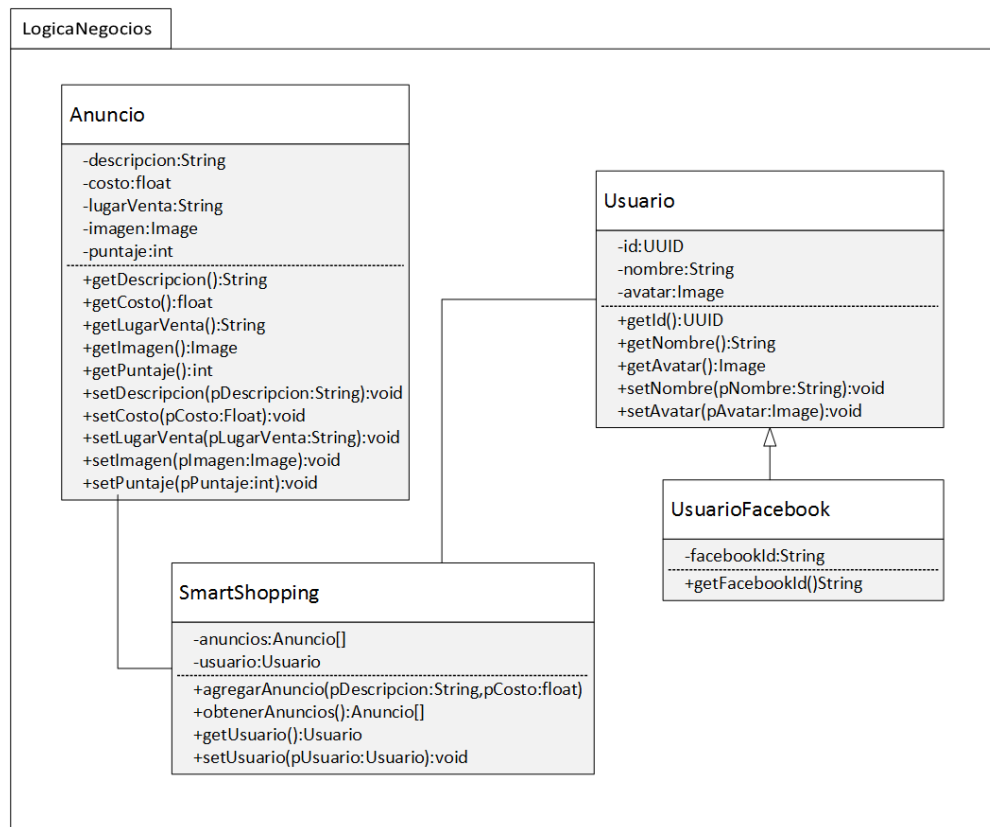 LogicaNegocios
Anuncio
-descripcion:String
-costo:float
-lugarVenta:String
-imagen:Image
-puntaje:int
+getDescripcion():String
+getCosto():float
+getLugarVenta():String
+getImagen():Image
+getPuntaje():int
+setDescripcion(pDescripcion:String):void
+setCosto(pCosto:Float):void
+setLugarVenta(pLugarVenta:String):void
+setImagen(pImagen:Image):void
+setPuntaje(pPuntaje:int):void
Usuario
-id:UUID
-nombre:String
-avatar:Image
+getId():UUID
+getNombre():String
+getAvatar():Image
+setNombre(pNombre:String):void
+setAvatar(pAvatar:Image):void
UsuarioFacebook
-facebookId:String
+getFacebookId()String
SmartShopping
-anuncios:Anuncio[]
-usuario:Usuario
+agregarAnuncio(pDescripcion:String,pCosto:float)
+obtenerAnuncios():Anuncio[]
+getUsuario():Usuario
+setUsuario(pUsuario:Usuario):void